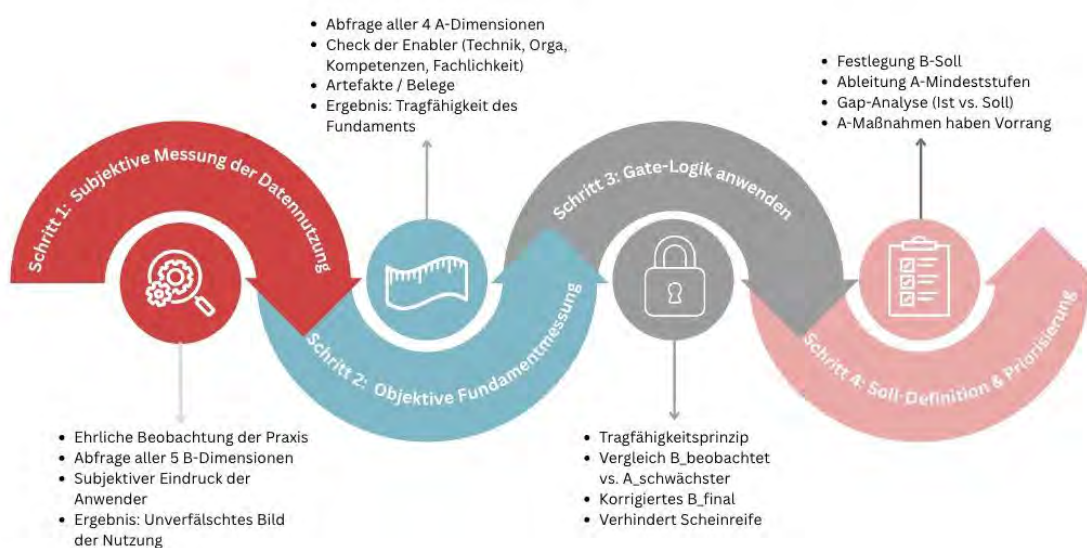 Schritt 1: Subjektive Messung der Datennutzung
• Ehrliche Beobachtung der Praxis
• Abfrage aller 5 B-Dimensionen
• Subjektiver Eindruck der
Anwender
• Ergebnis: Unverfälschtes Bild
der Nutzung
Schritt 2: Objektive Fundamentmessung
• Abfrage aller 4 A-Dimensionen
• Check der Enabler (Technik, Orga,
Kompetenzen, Fachlichkeit)
• Artefakte / Belege
• Ergebnis: Tragfähigkeit des
Fundaments
Schritt 3: Gate-Logik anwenden
• Tragfähigkeitsprinzip
• Vergleich B_beobachtet
vs. A_schwächster
• Korrigiertes B_final
• Verhindert Scheinreife
Schritt 4: Soll-Definition & Priorisierung
• Festlegung B-Soll
• Ableitung A-Mindeststufen
• Gap-Analyse (Ist vs. Soll)
• A-Maßnahmen haben Vorrang